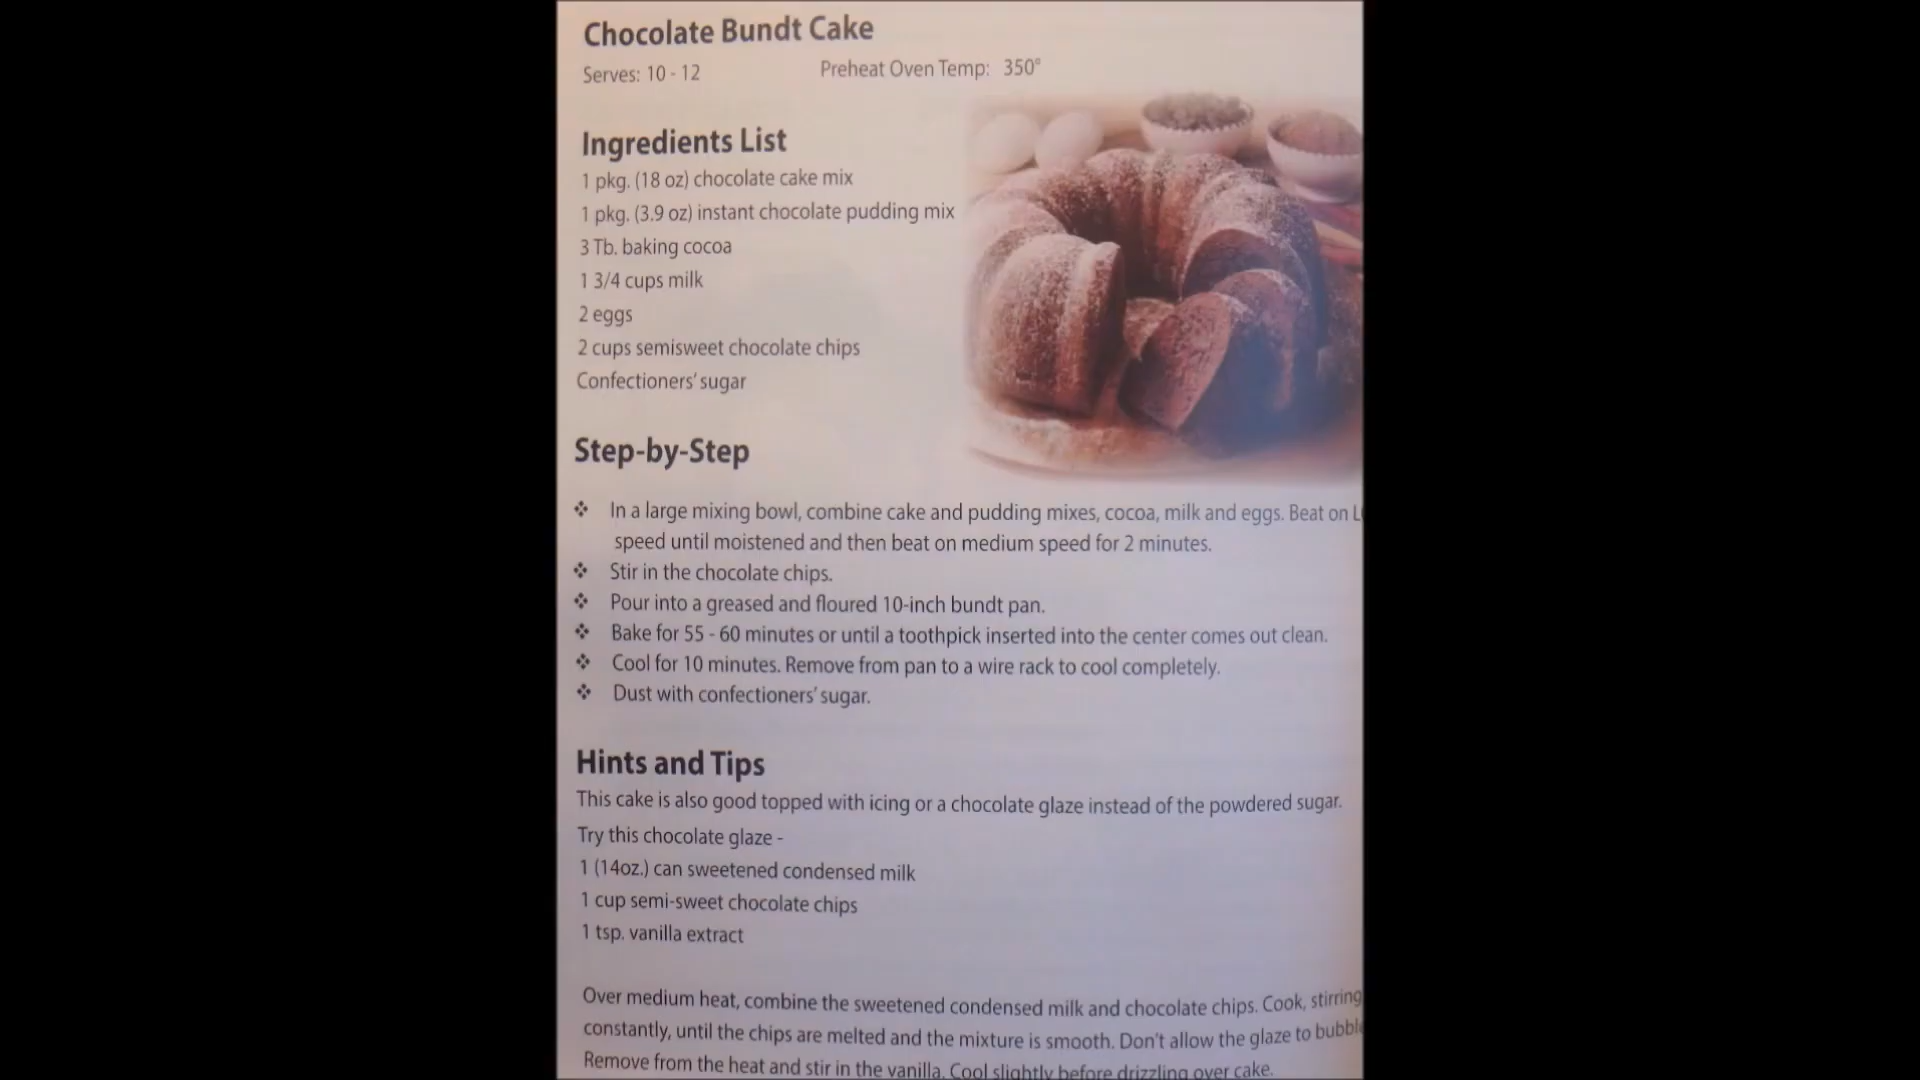 Chocolate Bundt Cake
Serves: 10 - 12 Preheat Oven Temp: 350°
Ingredients List
1 pkg. (18 oz) chocolate cake mix
1 pkg. (3.9 oz) instant chocolate pudding mix
3 Tb. baking cocoa
1 3/4 cups milk
2 eggs
2 cups semisweet chocolate chips
Confectioners' sugar
Step-by-Step
❖ In a large mixing bowl, combine cake and pudding mixes, cocoa, milk and eggs. Beat on
speed until moistened and then beat on medium speed for 2 minutes.
❖ Stir in the chocolate chips.
❖ Pour into a greased and floured 10-inch bundt pan.
❖ Bake for 55 - 60 minutes or until a toothpick inserted into the center comes out clean.
❖ Cool for 10 minutes. Remove from pan to a wire rack to cool completely.
❖ Dust with confectioners' sugar.
Hints and Tips
This cake is also good topped with icing or a chocolate glaze instead of the powdered sugar.
Try this chocolate glaze -
1 (14oz.) can sweetened condensed milk
1 cup semi-sweet chocolate chips
1 tsp. vanilla extract
Over medium heat, combine the sweetened condensed milk and chocolate chips. Cook, stirring
constantly, until the chips are melted and the mixture is smooth. Don't allow the glaze to bubble
Remove from the heat and stir in the vanilla. Cool slightly before drizzling over cake.